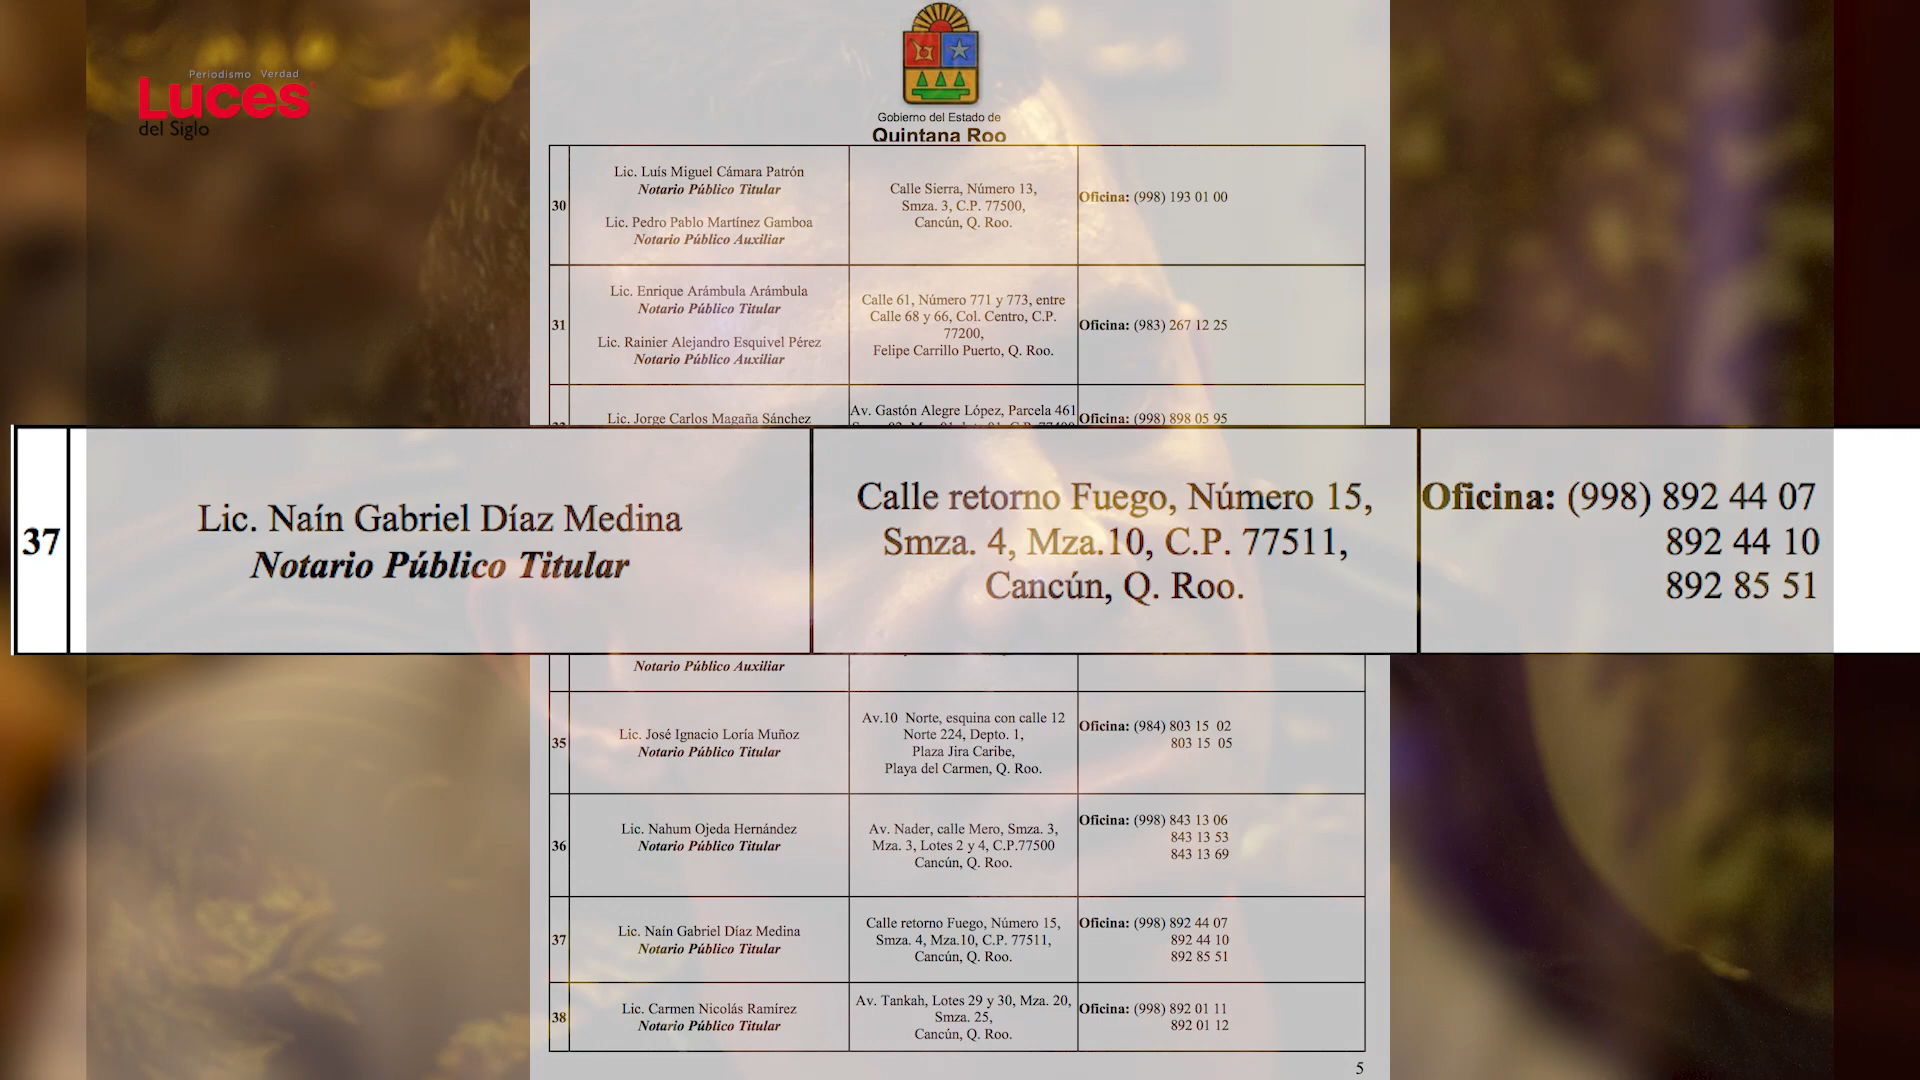 Periodismo Verdad
Luces
del Siglo
Gobierno del Estado de
Quintana Roo
30
Lic. Luís Miguel Cámara Patrón
Notario Público Titular
Lic. Pedro Pablo Martínez Gamboa
Notario Público Auxiliar
Calle Sierra, Número 13,
Smza. 3, C.P. 77500,
Cancún, Q. Roo.
Oficina: (998) 193 01 00
31
Lic. Enrique Arámbula Arámbula
Notario Público Titular
Lic. Rainier Alejandro Esquivel Pérez
Notario Público Auxiliar
Calle 61, Número 771 y 773, entre
Calle 68 y 66, Col. Centro, C.P.
77200,
Felipe Carrillo Puerto, Q. Roo.
Oficina: (983) 267 12 25
Lic. Jorge Carlos Magaña Sánchez
Av. Gastón Alegre López, Parcela 461
Oficina: (998) 898 05 95
37
Lic. Naín Gabriel Díaz Medina
Notario Público Titular
Calle retorno Fuego, Número 15,
Smza. 4, Mza.10, C.P. 77511,
Cancún, Q. Roo.
Oficina: (998) 892 44 07
892 44 10
892 85 51
Notario Público Auxiliar
35
Lic. José Ignacio Loría Muñoz
Notario Público Titular
Av.10 Norte, esquina con calle 12
Norte 224, Depto. 1,
Plaza Jira Caribe,
Playa del Carmen, Q. Roo.
Oficina: (984) 803 15 02
803 15 05
36
Lic. Nahum Ojeda Hernández
Notario Público Titular
Av. Nader, calle Mero, Smza. 3,
Mza. 3, Lotes 2 y 4, C.P.77500
Cancún, Q. Roo.
Oficina: (998) 843 13 06
843 13 53
843 13 69
37
Lic. Naín Gabriel Díaz Medina
Notario Público Titular
Calle retorno Fuego, Número 15,
Smza. 4, Mza.10, C.P. 77511,
Cancún, Q. Roo.
Oficina: (998) 892 44 07
892 44 10
892 85 51
38
Lic. Carmen Nicolás Ramírez
Notario Público Titular
Av. Tankah, Lotes 29 y 30, Mza. 20,
Smza. 25,
Cancún, Q. Roo.
Oficina: (998) 892 01 11
892 01 12
5